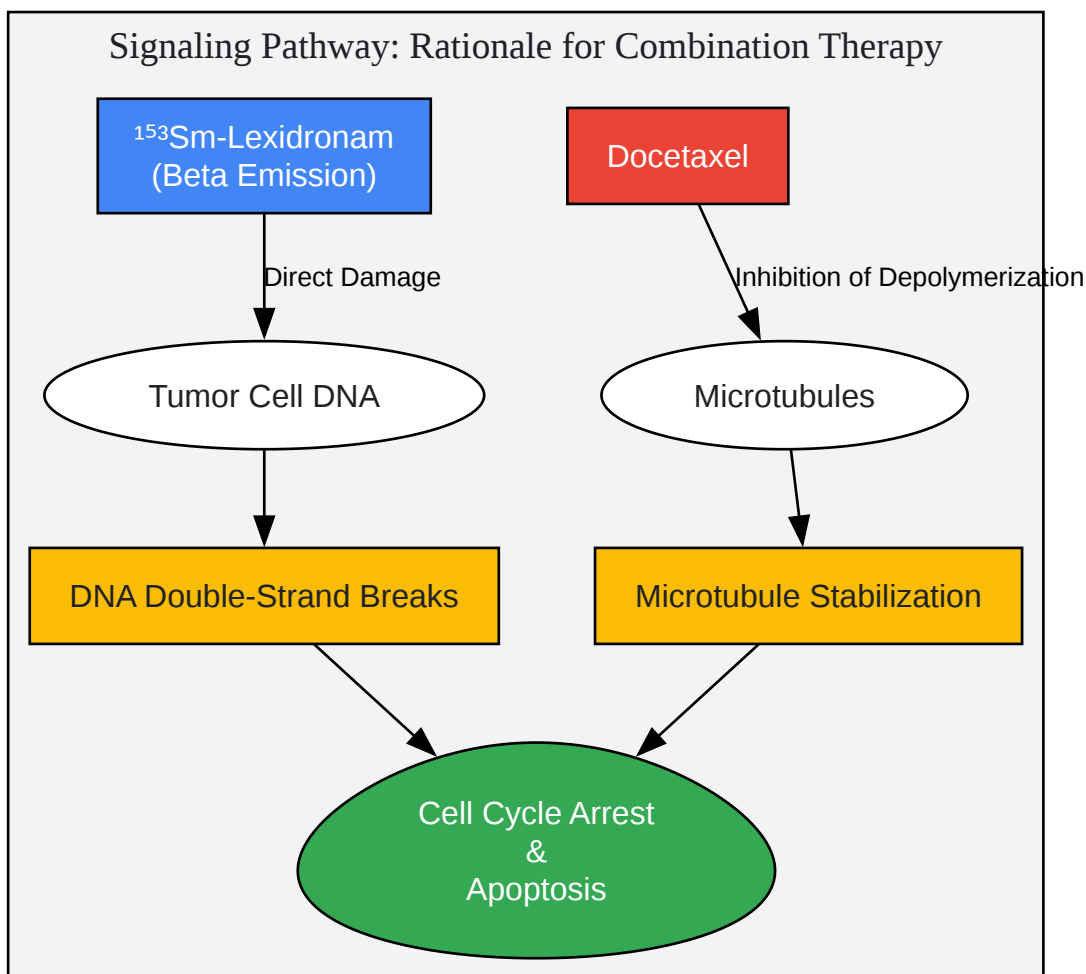 Signaling Pathway: Rationale for Combination Therapy
¹⁵³Sm-Lexidronam
(Beta Emission)
Docetaxel
Direct Damage
Inhibition of Depolymerization
Tumor Cell DNA
Microtubules
DNA Double-Strand Breaks
Microtubule Stabilization
Cell Cycle Arrest
&
Apoptosis